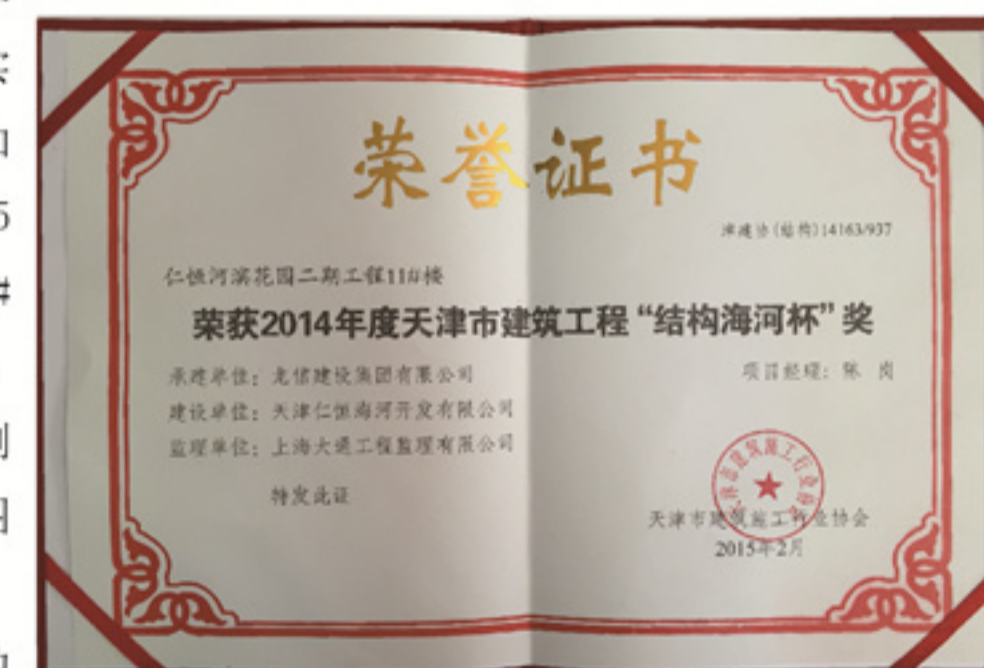 荣誉证书
津建协(结构)14163/937
仁恒河滨花园二期工程11#楼
荣获2014年度天津市建筑工程“结构海河杯”奖
承建单位：龙信建设集团有限公司
项目经理：陈 岗
建设单位：天津仁恒海河开发有限公司
监理单位：上海大通工程监理有限公司
特发此证
天津市建筑施工行业协会
2015年2月